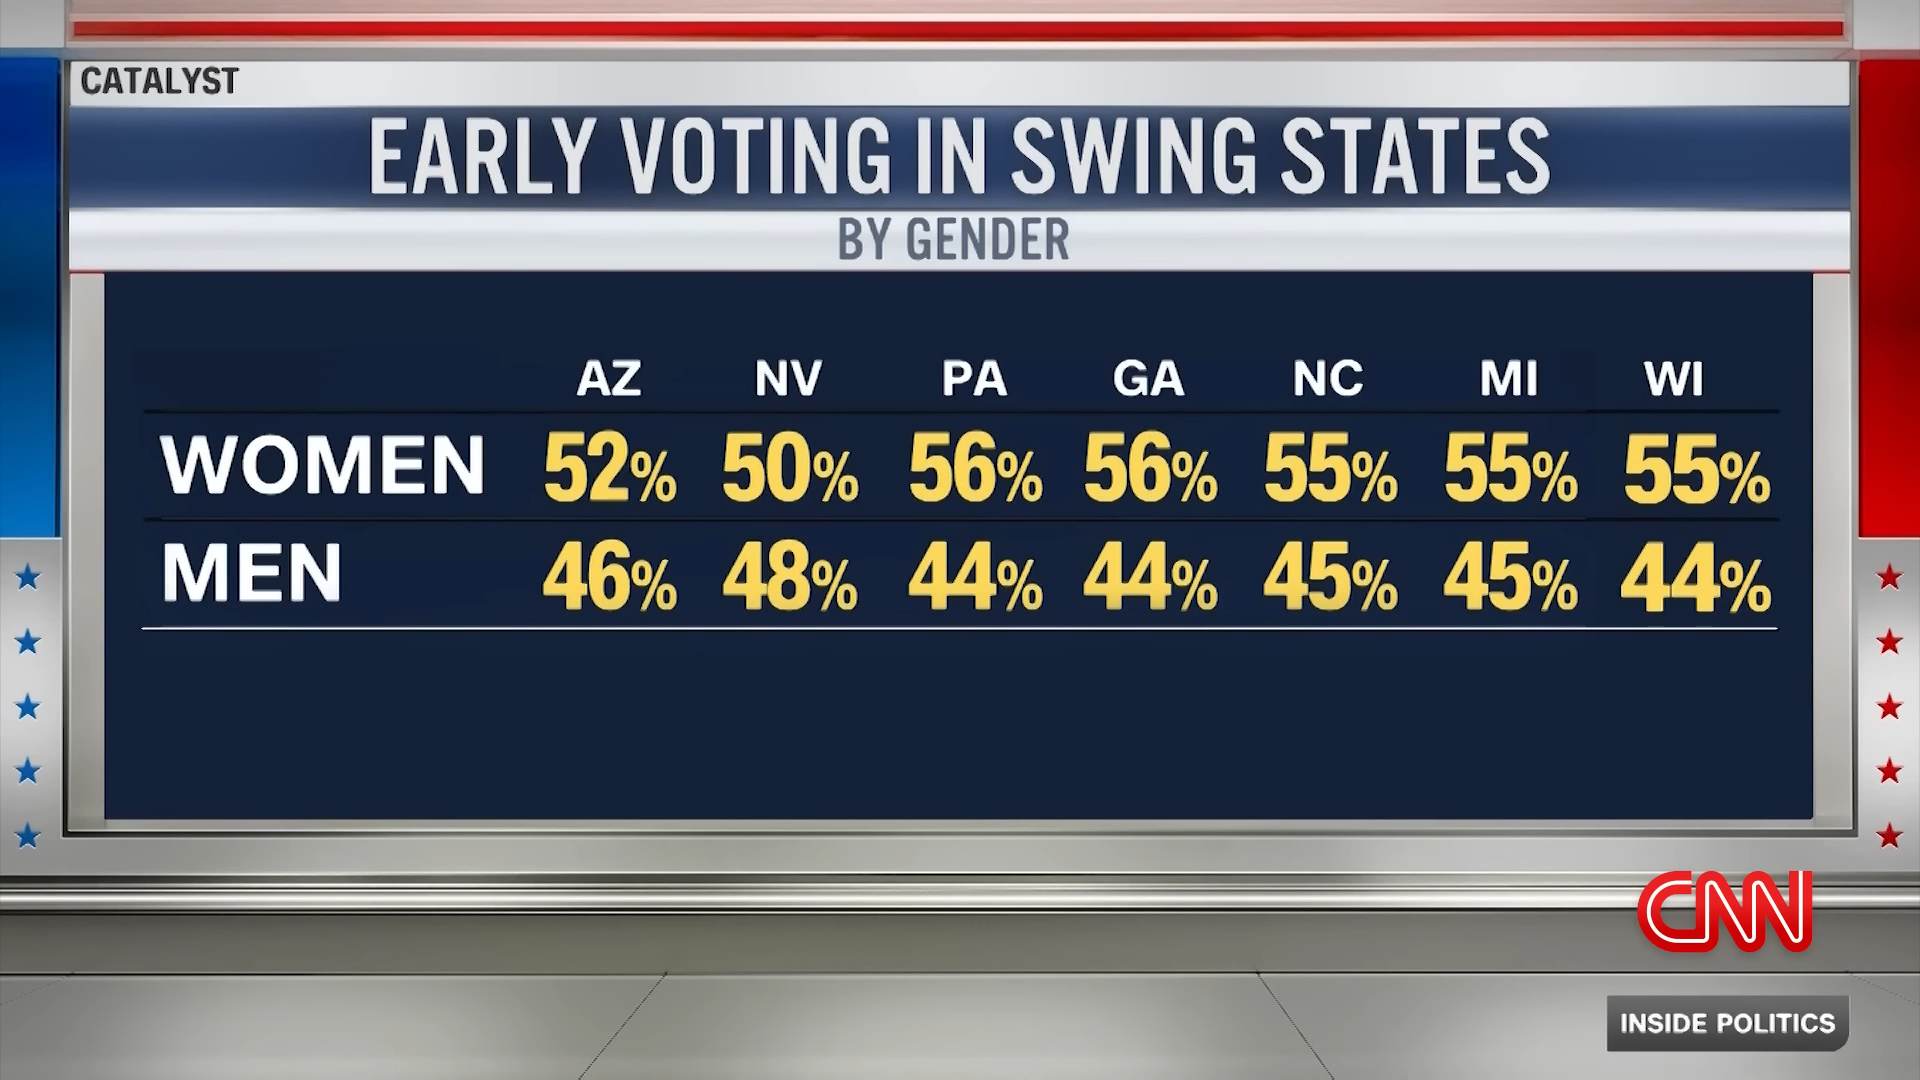 CATALYST
EARLY VOTING IN SWING STATES
BY GENDER
AZ NV PA GA NC MI WI
WOMEN 52% 50% 56% 56% 55% 55% 55%
MEN 46% 48% 44% 44% 45% 45% 44%
CNN
INSIDE POLITICS